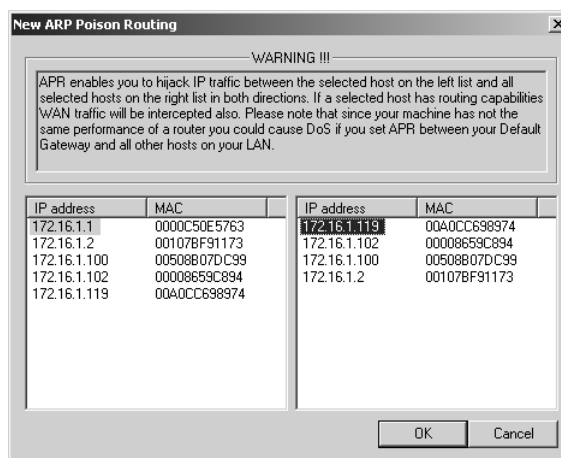 New ARP Poison Routing
WARNING !!!
APR enables you to hijack IP traffic between the selected host on the left list and all
selected hosts on the right list in both directions. If a selected host has routing capabilities
WAN traffic will be intercepted also. Please note that since your machine has not the
same performance of a router you could cause DoS if you set APR between your Default
Gateway and all other hosts on your LAN.
IP address MAC
172.16.1.1 0000C50E5763
172.16.1.2 00107BF91173
172.16.1.100 00508B07DC99
172.16.1.102 00008659C894
172.16.1.119 00A0CC698974
IP address MAC
172.16.1.119 00A0CC698974
172.16.1.102 00008659C894
172.16.1.100 00508B07DC99
172.16.1.2 00107BF91173
OK Cancel